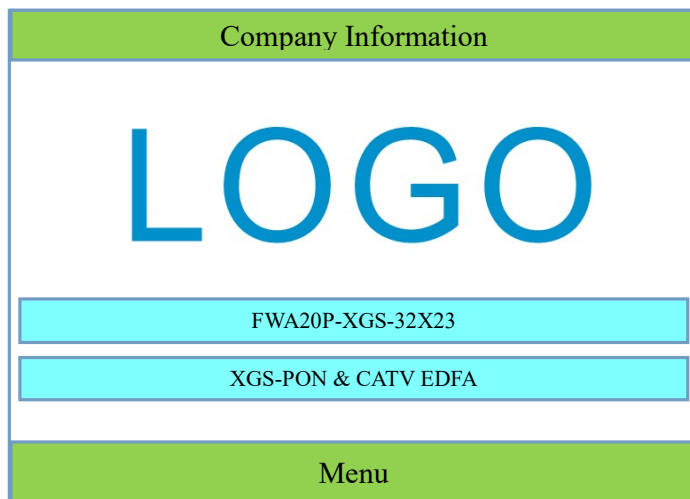 Company Information
LOGO
FWA20P-XGS-32X23
XGS-PON & CATV EDFA
Menu